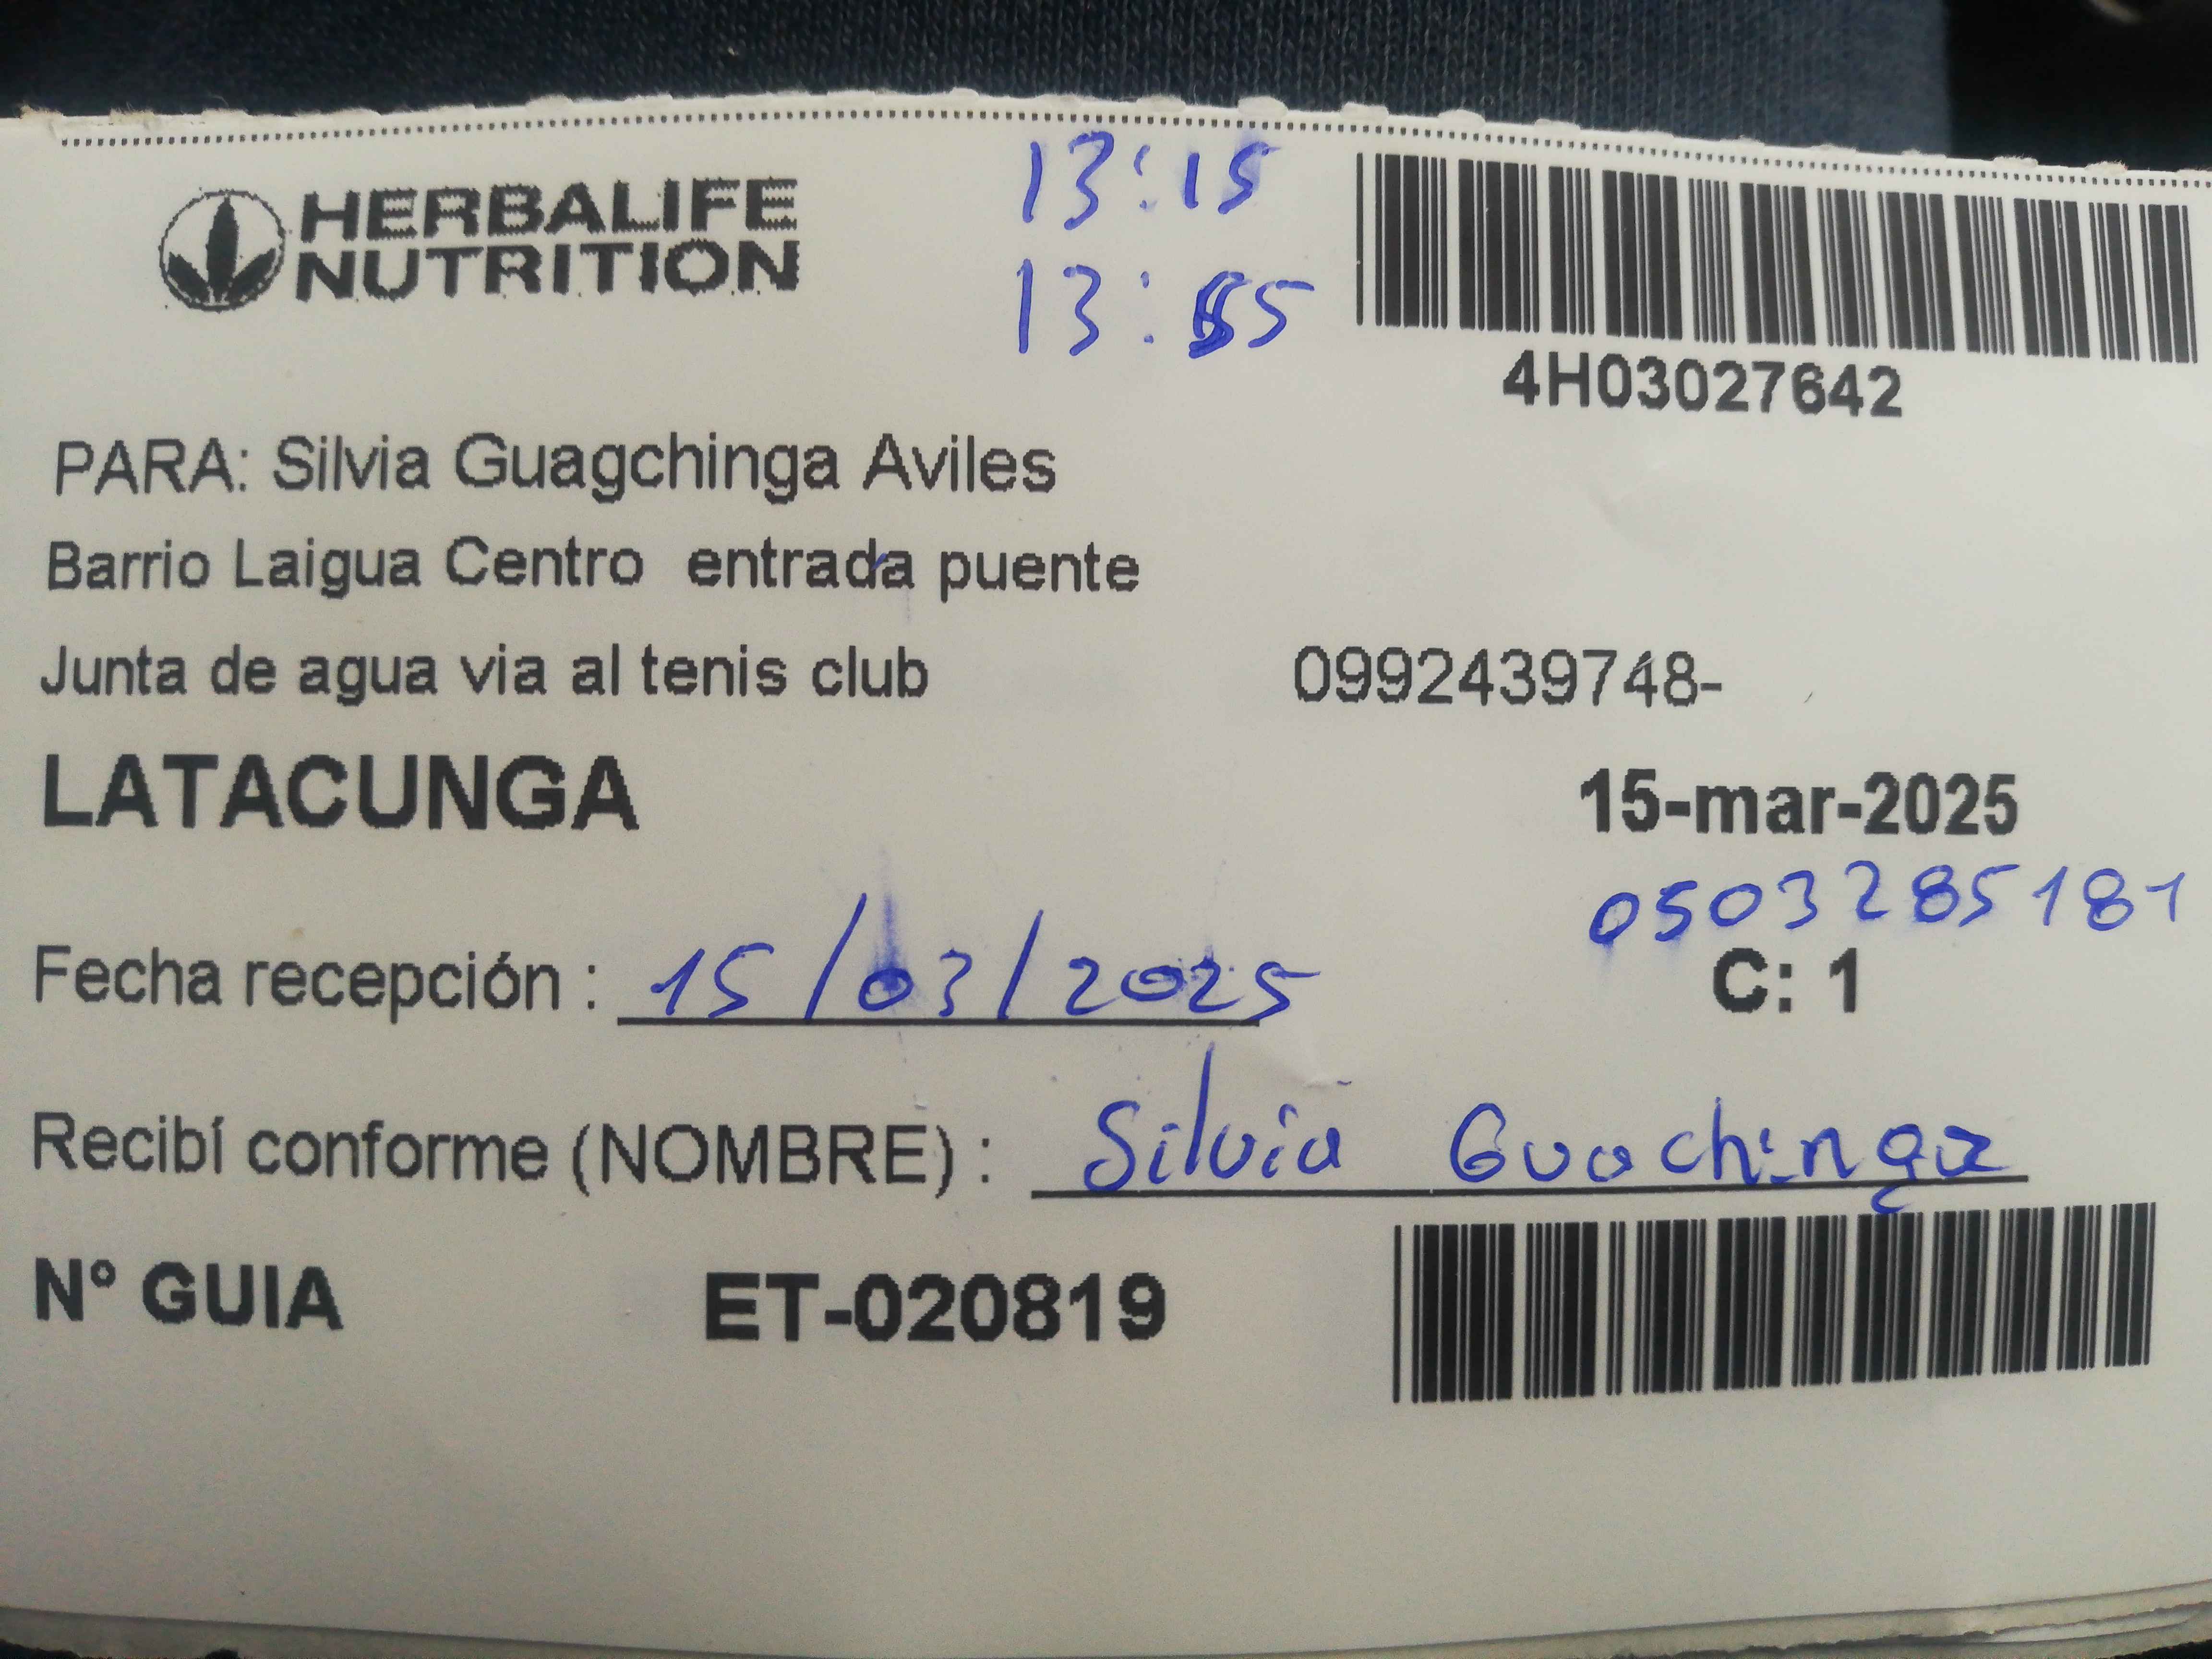 HERBALIFE
NUTRITION
13:15
13:55
4H03027642
PARA: Silvia Guagchinga Aviles
Barrio Laigua Centro entrada puente
Junta de agua via al tenis club 0992439748-
LATACUNGA 15-mar-2025
0503285181
Fecha recepción : 15/03/2025 C: 1
Recibí conforme (NOMBRE) : Silvia Guachinga
N° GUIA ET-020819